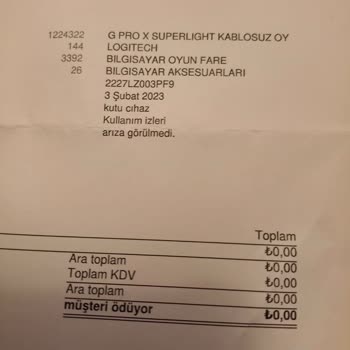 1224322 G PRO X SUPERLIGHT KABLOSUZ OY
144 LOGITECH
3392 BILGISAYAR OYUN FARE
26 BILGISAYAR AKSESUARLARI
2227LZ003PF9
3 Şubat 2023
kutu cıhaz
Kullanım izleri
arıza görülmedi.
Toplam
₺0,00
Ara toplam ₺0,00
Toplam KDV ₺0,00
Ara toplam ₺0,00
müşteri ödüyor ₺0,00